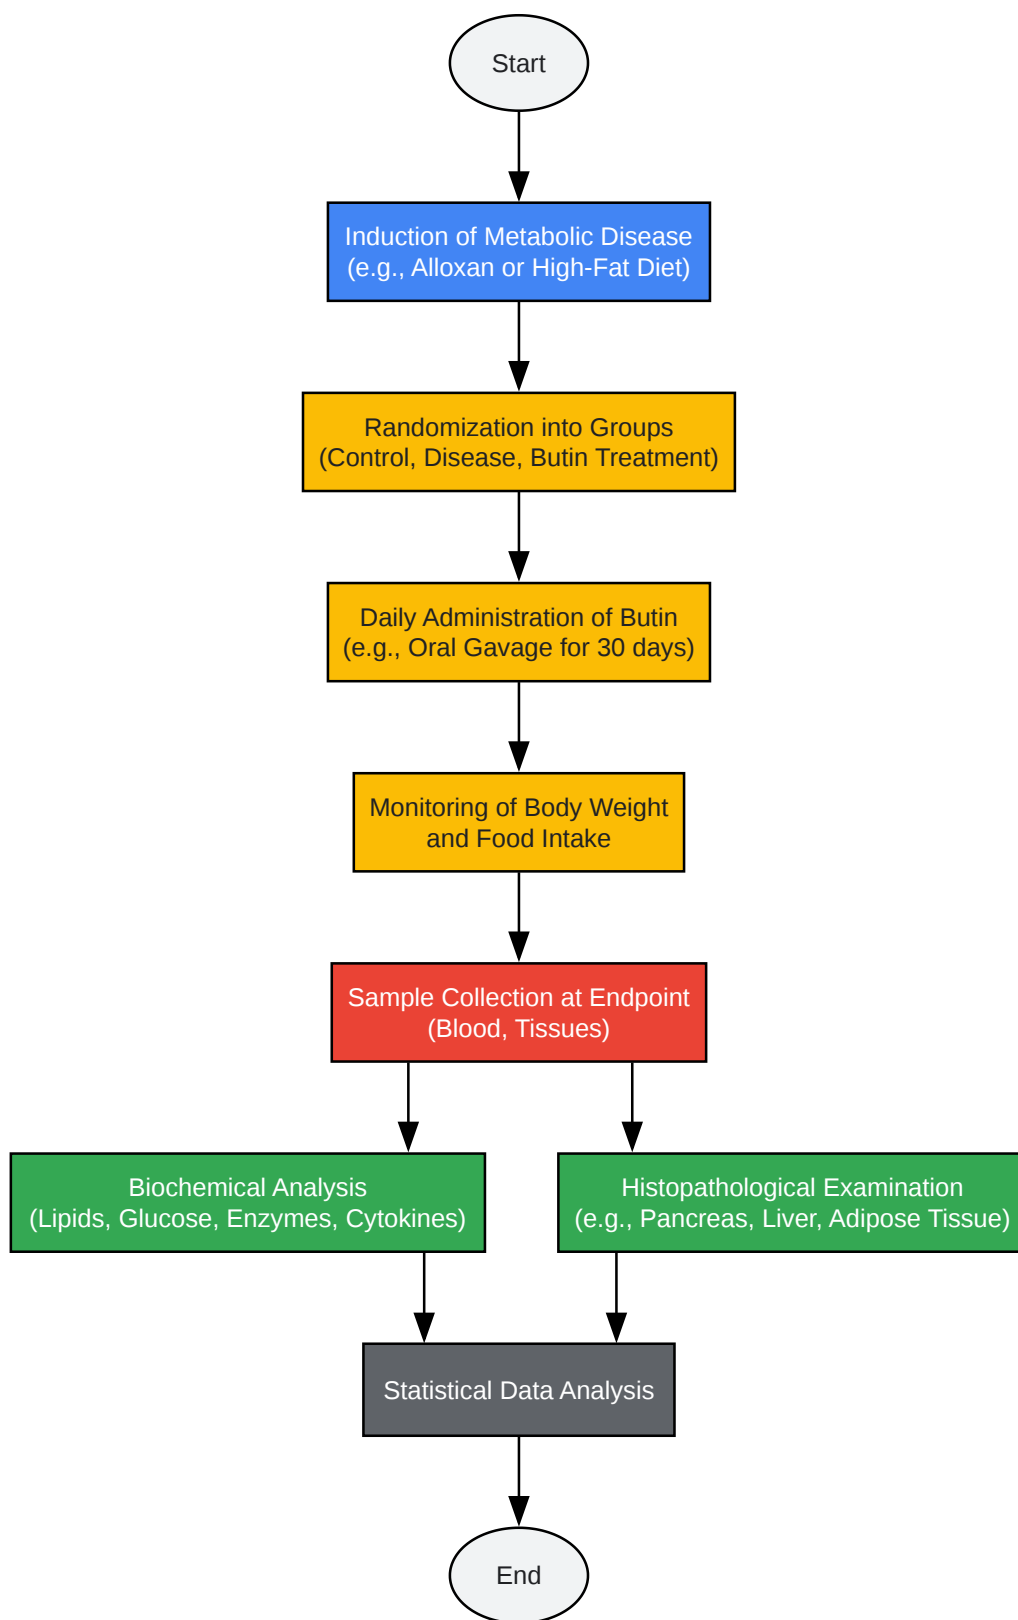 Start
Induction of Metabolic Disease
(e.g., Alloxan or High-Fat Diet)
Randomization into Groups
(Control, Disease, Butin Treatment)
Daily Administration of Butin
(e.g., Oral Gavage for 30 days)
Monitoring of Body Weight
and Food Intake
Sample Collection at Endpoint
(Blood, Tissues)
Biochemical Analysis
(Lipids, Glucose, Enzymes, Cytokines)
Histopathological Examination
(e.g., Pancreas, Liver, Adipose Tissue)
Statistical Data Analysis
End